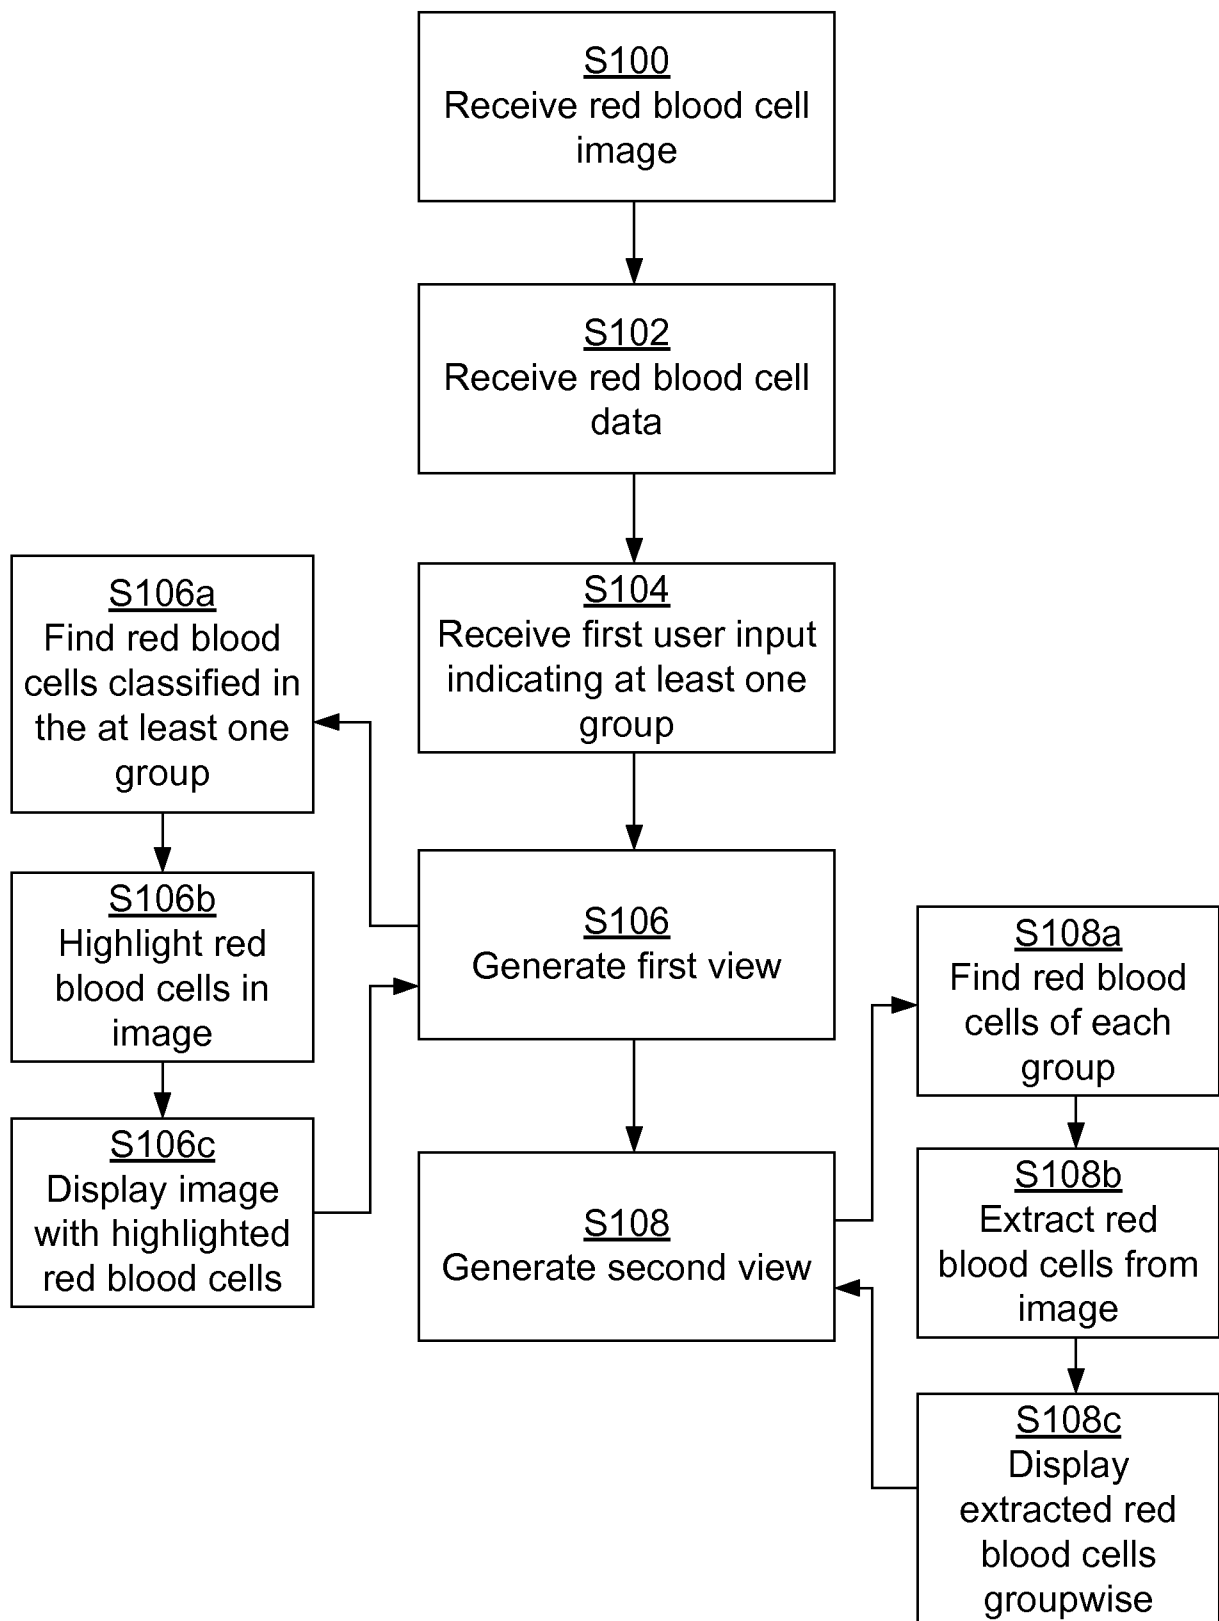 S100
Receive red blood cell
image
S102
Receive red blood cell
data
S104
Receive first user input
indicating at least one
group
S106a
Find red blood
cells classified in
the at least one
group
S106
Generate first view
S106b
Highlight red
blood cells in
image
S106c
Display image
with highlighted
red blood cells
S108
Generate second view
S108a
Find red blood
cells of each
group
S108b
Extract red
blood cells from
image
S108c
Display
extracted red
blood cells
groupwise